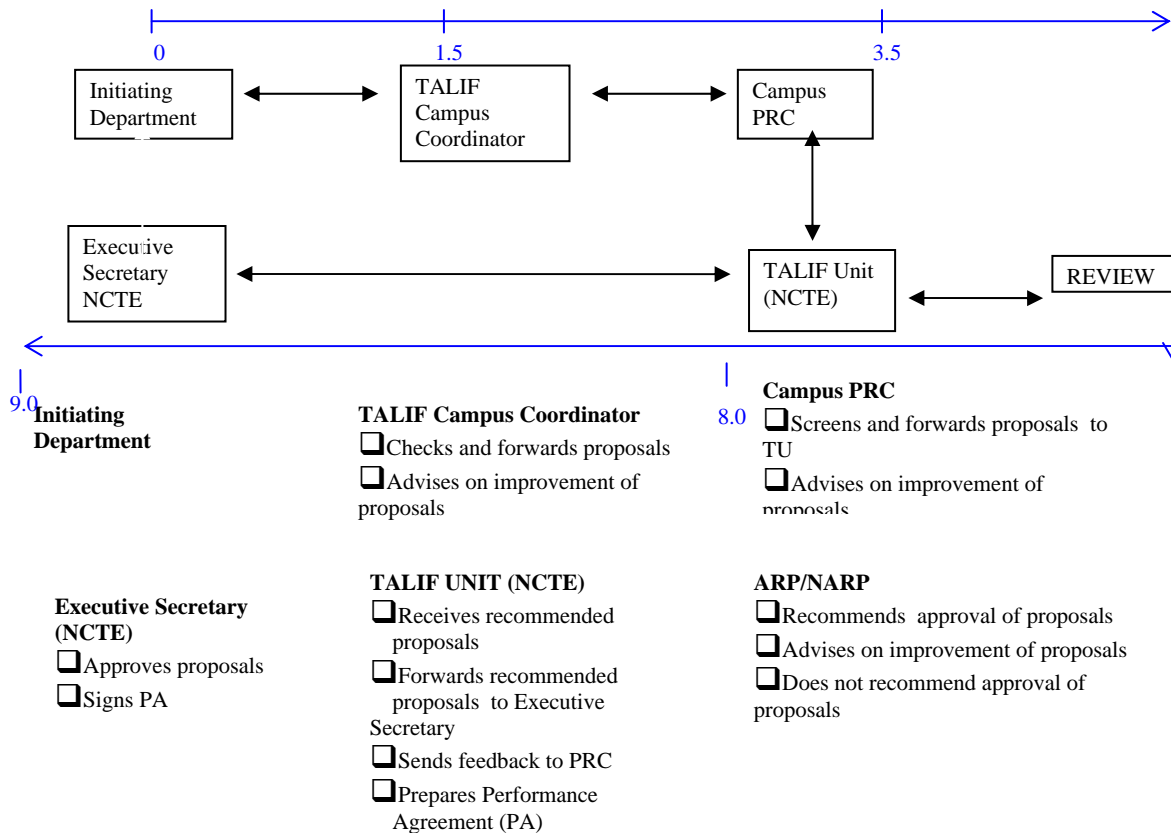 0
1.5
3.5
Initiating
Department
TALIF
Campus
Coordinator
Campus
PRC
Executive
Secretary
NCTE
TALIF Unit
(NCTE)
REVIEW
9.0
8.0
Initiating
Department
TALIF Campus Coordinator
❑Checks and forwards proposals
❑Advises on improvement of
proposals
Campus PRC
❑Screens and forwards proposals to
TU
❑Advises on improvement of
proposals
Executive Secretary
(NCTE)
❑Approves proposals
❑Signs PA
TALIF UNIT (NCTE)
❑Receives recommended
proposals
❑Forwards recommended
proposals to Executive
Secretary
❑Sends feedback to PRC
❑Prepares Performance
Agreement (PA)
ARP/NARP
❑Recommends approval of proposals
❑Advises on improvement of proposals
❑Does not recommend approval of
proposals